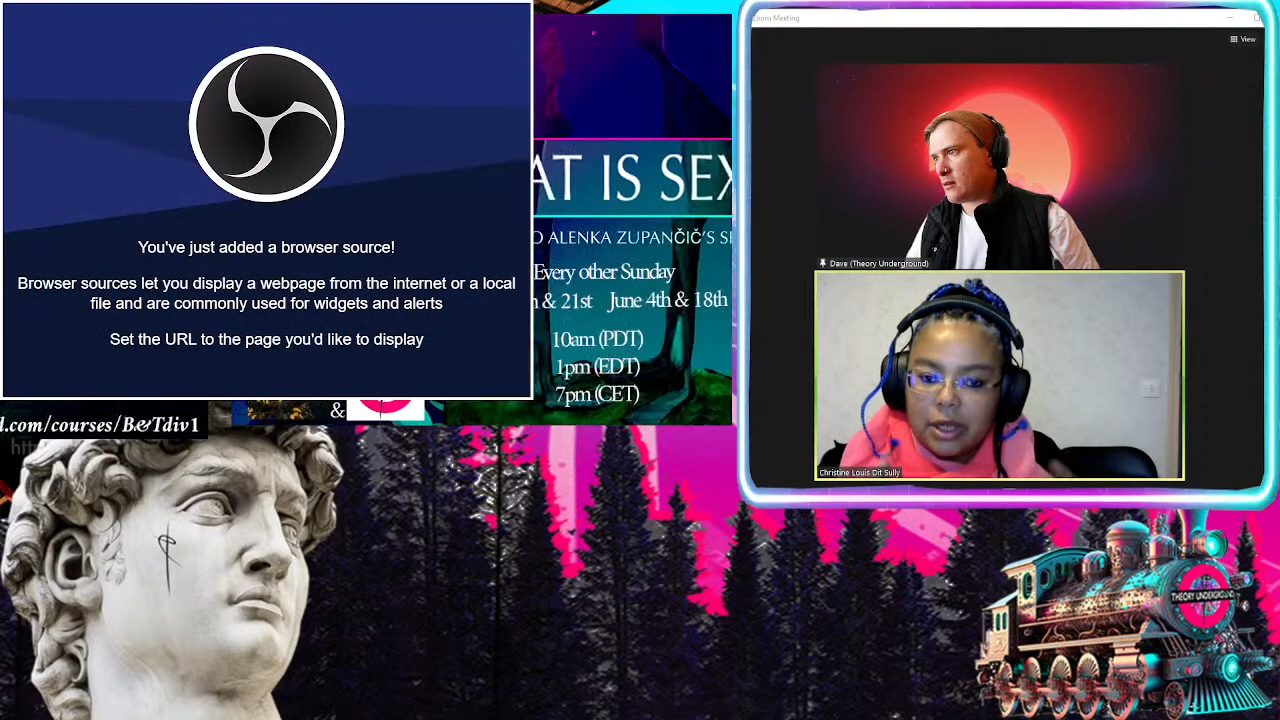 You've just added a browser source!
Browser sources let you display a webpage from the internet or a local
file and are commonly used for widgets and alerts
Set the URL to the page you'd like to display
AT IS SEX
O ALENKA ZUPANČIČ'S
Every other Sunday
& 21st June 4th & 18th
10am (PDT)
1pm (EDT)
7pm (CET)
&
d.com/courses/B&Tdiv1
Zoom Meeting
View
Dave (Theory Underground)
Christine Louis Dit Sully
THEORY UNDERGROUND